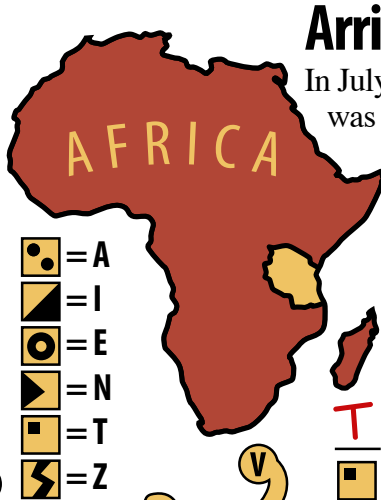 Arri
In July
was
AFRICA
= A
= I
= E
= N
= T
= Z
T
V